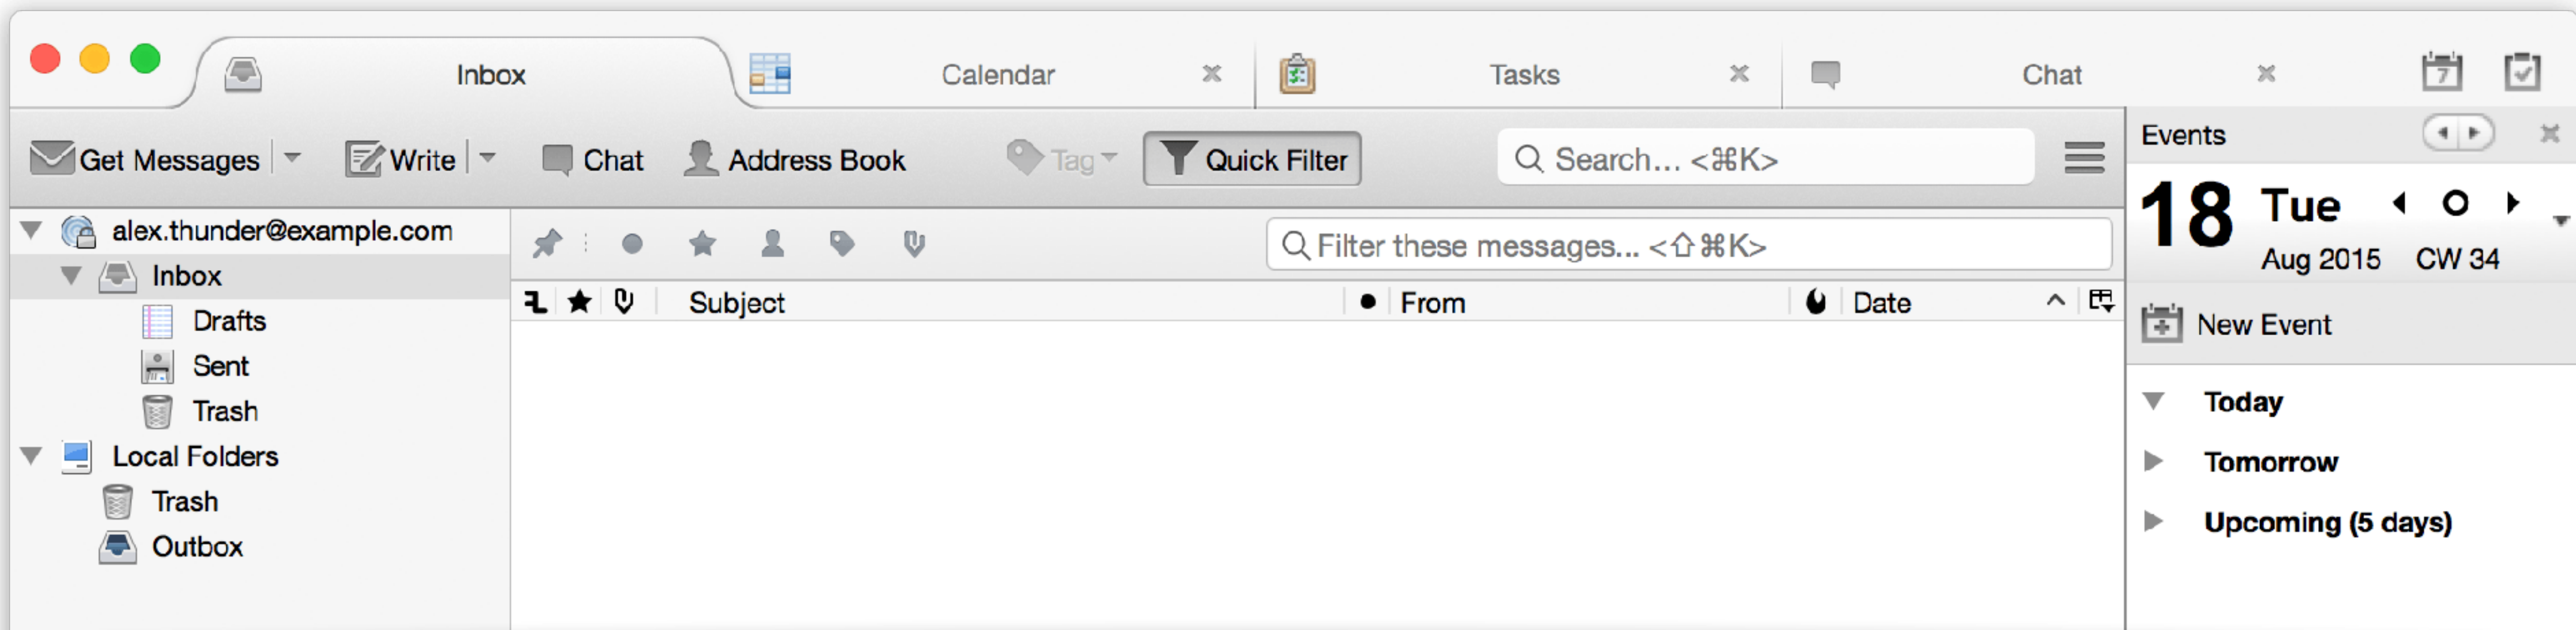 Inbox
Calendar
Tasks
Chat
7
Get Messages
Write
Chat
Address Book
Tag
Quick Filter
Search... <⌘K>
Events
alex.thunder@example.com
Inbox
Drafts
Sent
Trash
Local Folders
Trash
Outbox
Filter these messages... <⇧⌘K>
Subject
From
Date
18
Tue
Aug 2015
CW 34
New Event
Today
Tomorrow
Upcoming (5 days)